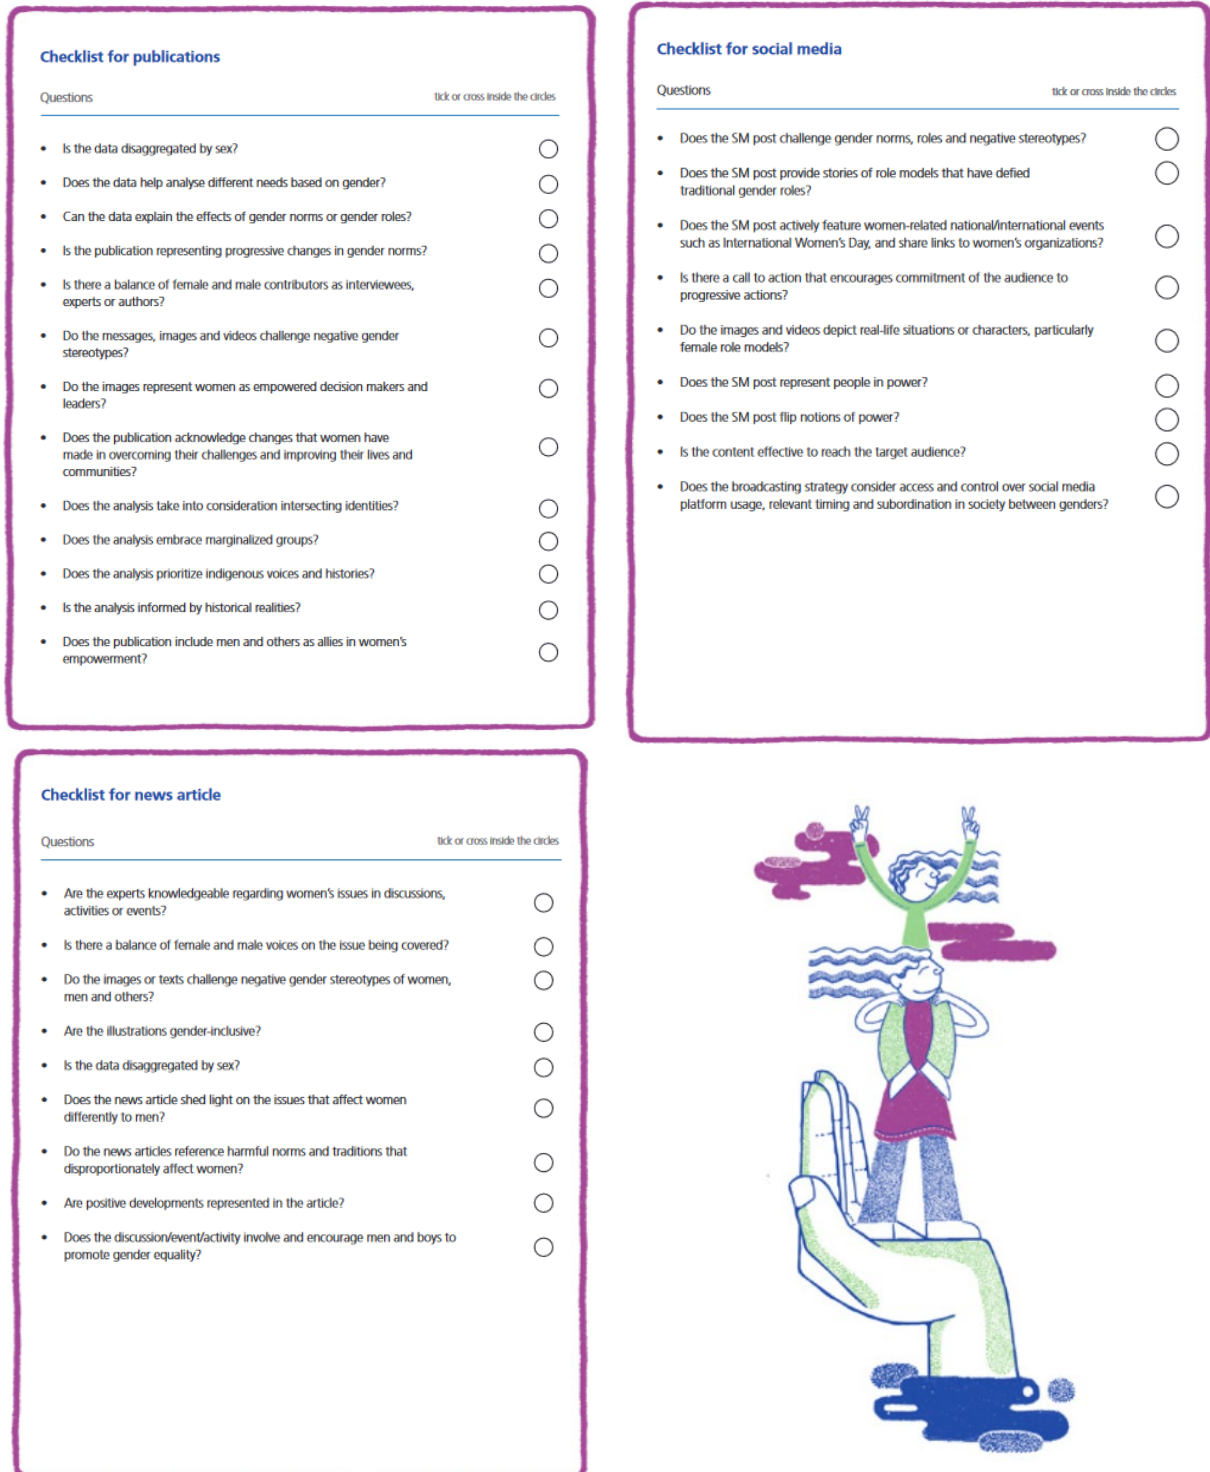 Checklist for publications
Questions
tick or cross inside the circles
• Is the data disaggregated by sex?
• Does the data help analyse different needs based on gender?
• Can the data explain the effects of gender norms or gender roles?
• Is the publication representing progressive changes in gender norms?
• Is there a balance of female and male contributors as interviewees,
experts or authors?
• Do the messages, images and videos challenge negative gender
stereotypes?
• Do the images represent women as empowered decision makers and
leaders?
• Does the publication acknowledge changes that women have
made in overcoming their challenges and improving their lives and
communities?
• Does the analysis take into consideration intersecting identities?
• Does the analysis embrace marginalized groups?
• Does the analysis prioritize indigenous voices and histories?
• Is the analysis informed by historical realities?
• Does the publication include men and others as allies in women's
empowerment?
Checklist for social media
Questions
tick or cross inside the circles
• Does the SM post challenge gender norms, roles and negative stereotypes?
• Does the SM post provide stories of role models that have defied
traditional gender roles?
• Does the SM post actively feature women-related national/international events
such as International Women's Day, and share links to women's organizations?
• Is there a call to action that encourages commitment of the audience to
progressive actions?
• Do the images and videos depict real-life situations or characters, particularly
female role models?
• Does the SM post represent people in power?
• Does the SM post flip notions of power?
• Is the content effective to reach the target audience?
• Does the broadcasting strategy consider access and control over social media
platform usage, relevant timing and subordination in society between genders?
Checklist for news article
Questions
tick or cross inside the circles
• Are the experts knowledgeable regarding women's issues in discussions,
activities or events?
• Is there a balance of female and male voices on the issue being covered?
• Do the images or texts challenge negative gender stereotypes of women,
men and others?
• Are the illustrations gender-inclusive?
• Is the data disaggregated by sex?
• Does the news article shed light on the issues that affect women
differently to men?
• Do the news articles reference harmful norms and traditions that
disproportionately affect women?
• Are positive developments represented in the article?
• Does the discussion/event/activity involve and encourage men and boys to
promote gender equality?